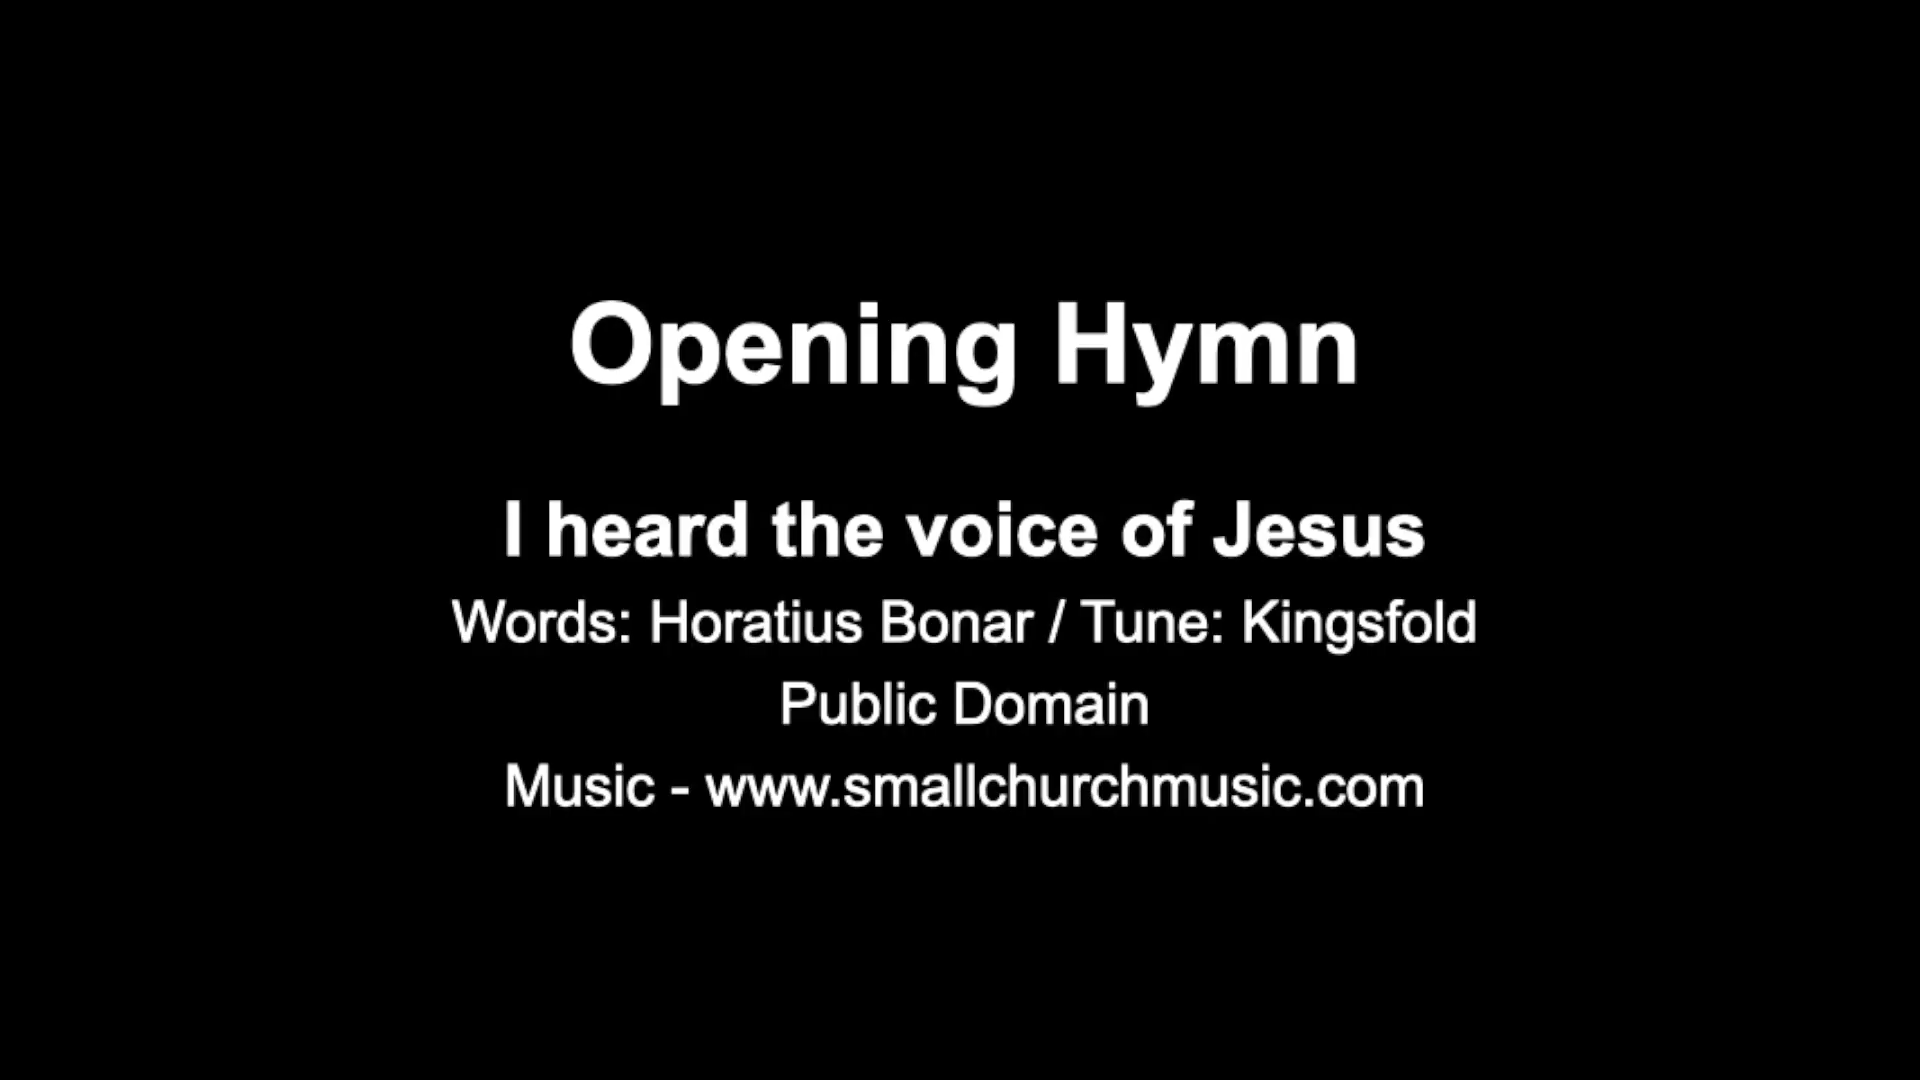 Opening Hymn
I heard the voice of Jesus
Words: Horatius Bonar / Tune: Kingsfold
Public Domain
Music - www.smallchurchmusic.com